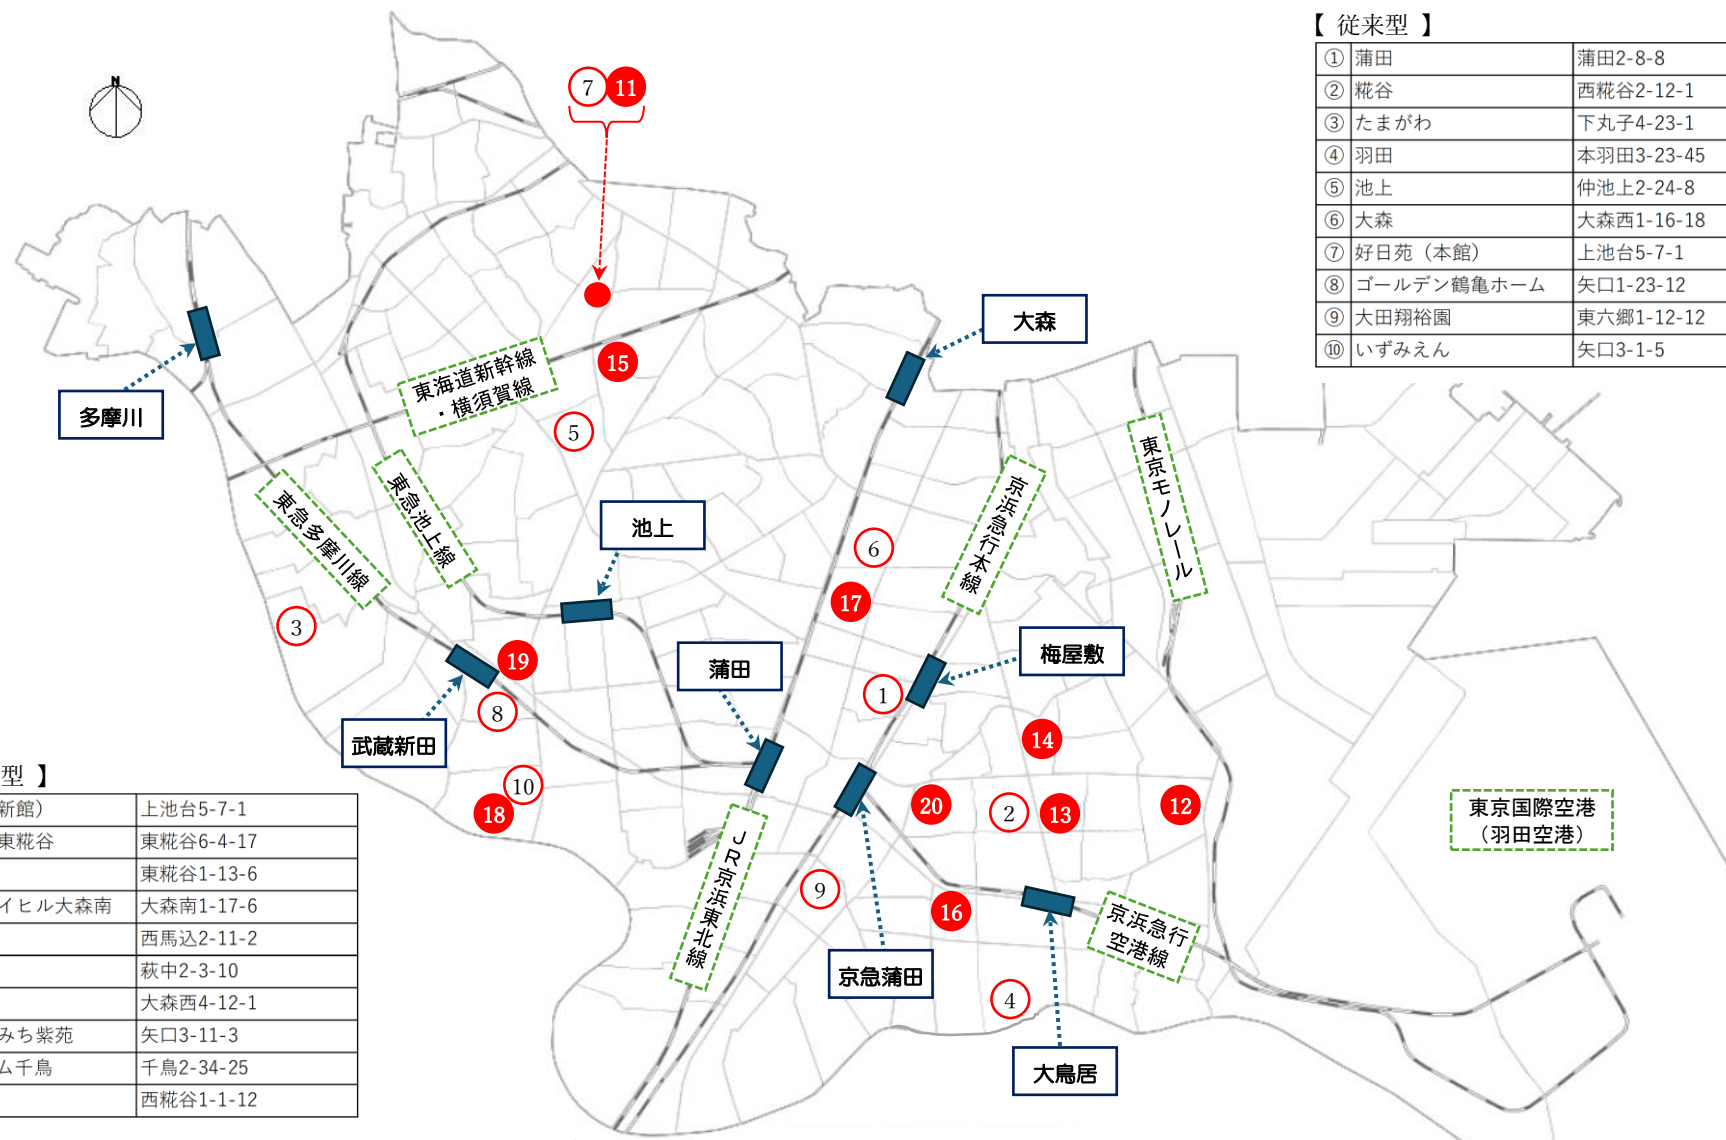 【 従来型 】
① 蒲田 蒲田2-8-8
② 糀谷 西糀谷2-12-1
③ たまがわ 下丸子4-23-1
④ 羽田 本羽田3-23-45
⑤ 池上 仲池上2-24-8
⑥ 大森 大森西1-16-18
⑦ 好日苑（本館） 上池台5-7-1
⑧ ゴールデン鶴亀ホーム 矢口1-23-12
⑨ 大田翔裕園 東六郷1-12-12
⑩ いずみえん 矢口3-1-5
N
7 11
大森
15
東海道新幹線
・横須賀線
多摩川
5
東急多摩川線
東急池上線
池上
京浜急行本線
東京モノレール
6
17
3
19
蒲田
梅屋敷
1
8
武蔵新田
14
10
18
20
2
13
12
東京国際空港
（羽田空港）
JR京浜東北線
9
16
京浜急行
空港線
京急蒲田
4
大鳥居
型 】
新館） 上池台5-7-1
東糀谷 東糀谷6-4-17
東糀谷1-13-6
イヒル大森南 大森南1-17-6
西馬込2-11-2
萩中2-3-10
大森西4-12-1
みち紫苑 矢口3-11-3
ム千鳥 千鳥2-34-25
西糀谷1-1-12